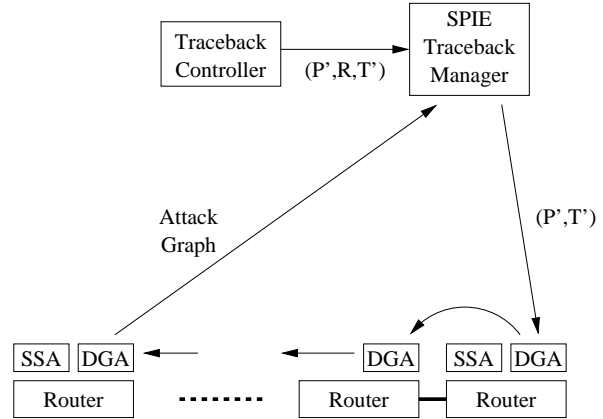 SPIE
Traceback
Manager
Traceback
Controller
(P',R,T')
Attack
Graph
(P',T')
SSA
DGA
DGA
SSA
DGA
Router
Router
Router